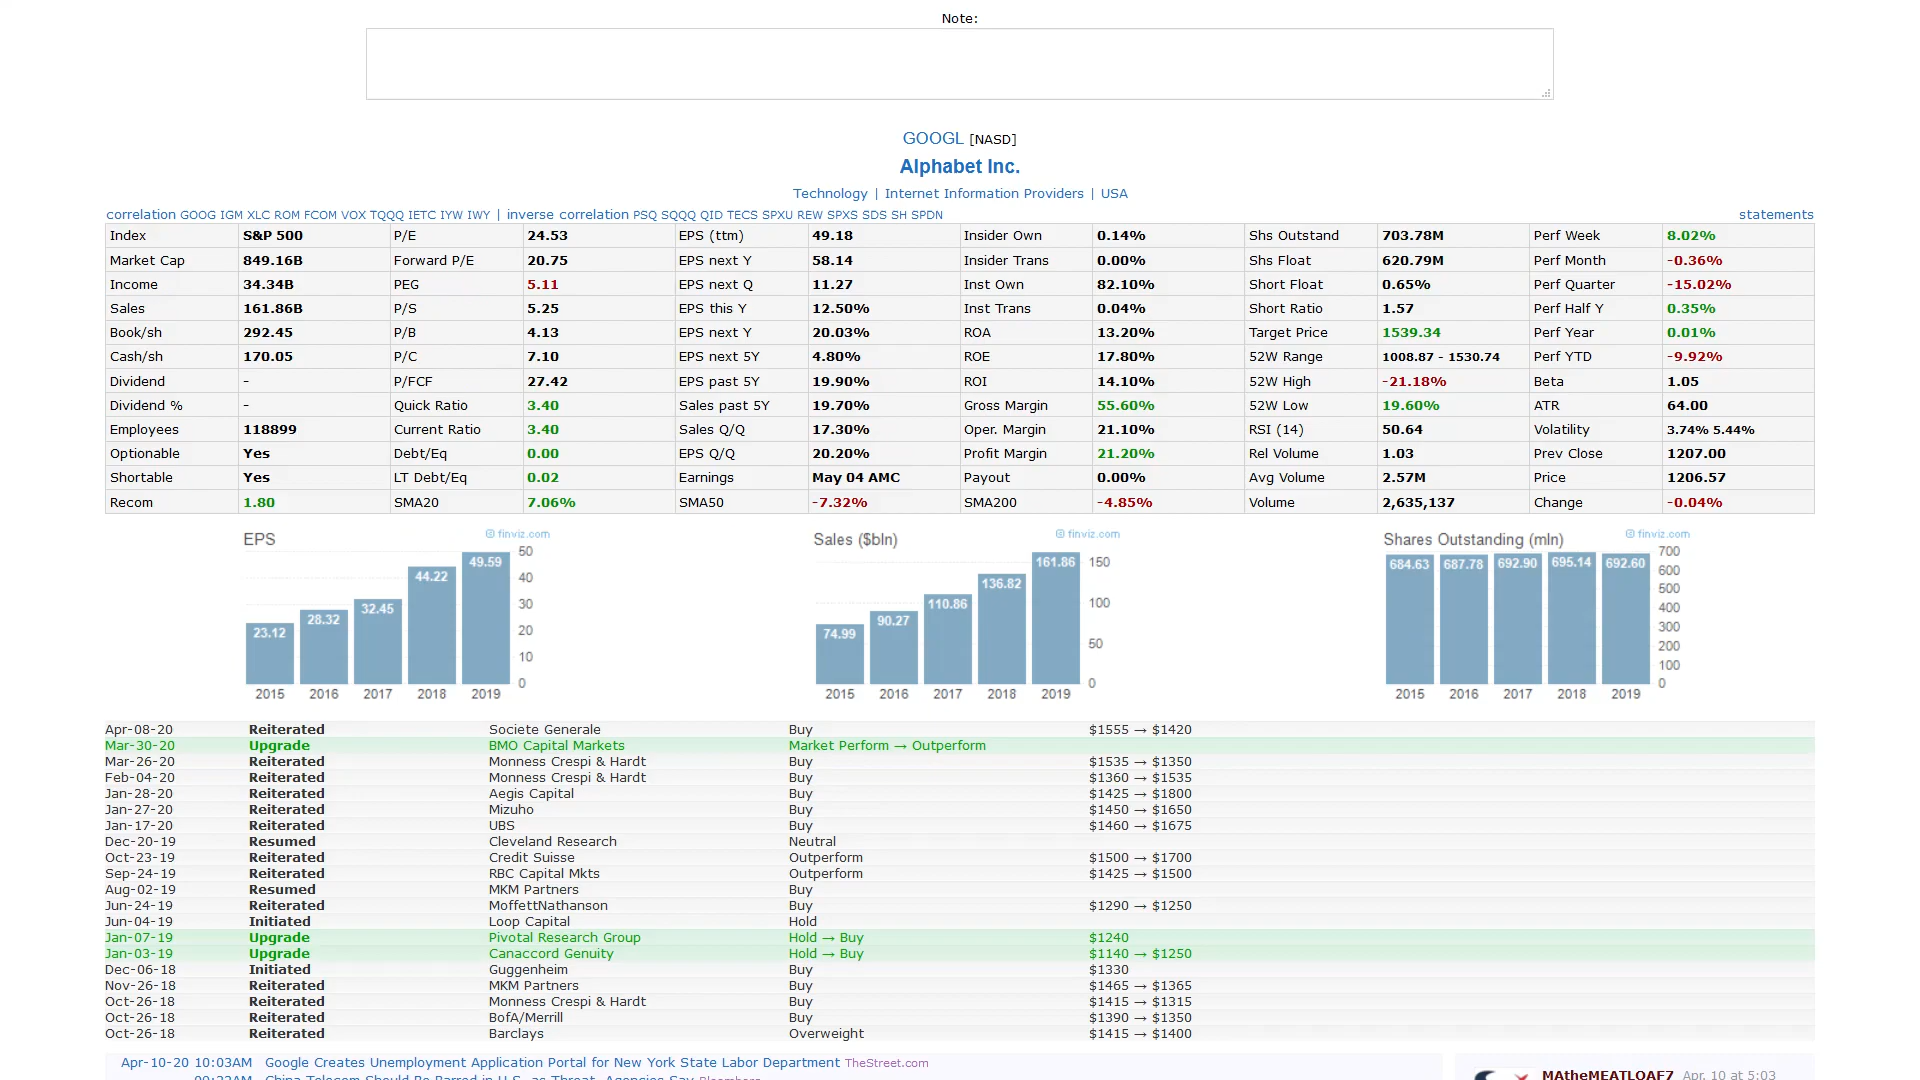 Note:
GOOGL [NASD]
Alphabet Inc.
Technology | Internet Information Providers | USA
correlation GOOG IGM XLC ROM FCOM VOX TQQQ IETC IYW IWY | inverse correlation PSQ SQQQ QID TECS SPXU REW SPXS SDS SH SPDN statements
Index S&P 500 P/E 24.53 EPS (ttm) 49.18 Insider Own 0.14% Shs Outstand 703.78M Perf Week 8.02%
Market Cap 849.16B Forward P/E 20.75 EPS next Y 58.14 Insider Trans 0.00% Shs Float 620.79M Perf Month -0.36%
Income 34.34B PEG 5.11 EPS next Q 11.27 Inst Own 82.10% Short Float 0.65% Perf Quarter -15.02%
Sales 161.86B P/S 5.25 EPS this Y 12.50% Inst Trans 0.04% Short Ratio 1.57 Perf Half Y 0.35%
Book/sh 292.45 P/B 4.13 EPS next Y 20.03% ROA 13.20% Target Price 1539.34 Perf Year 0.01%
Cash/sh 170.05 P/C 7.10 EPS next 5Y 4.80% ROE 17.80% 52W Range 1008.87 - 1530.74 Perf YTD -9.92%
Dividend - P/FCF 27.42 EPS past 5Y 19.90% ROI 14.10% 52W High -21.18% Beta 1.05
Dividend % - Quick Ratio 3.40 Sales past 5Y 19.70% Gross Margin 55.60% 52W Low 19.60% ATR 64.00
Employees 118899 Current Ratio 3.40 Sales Q/Q 17.30% Oper. Margin 21.10% RSI (14) 50.64 Volatility 3.74% 5.44%
Optionable Yes Debt/Eq 0.00 EPS Q/Q 20.20% Profit Margin 21.20% Rel Volume 1.03 Prev Close 1207.00
Shortable Yes LT Debt/Eq 0.02 Earnings May 04 AMC Payout 0.00% Avg Volume 2.57M Price 1206.57
Recom 1.80 SMA20 7.06% SMA50 -7.32% SMA200 -4.85% Volume 2,635,137 Change -0.04%
EPS © finviz.com
50
40
30
20
10
0
23.12 28.32 32.45 44.22 49.59
2015 2016 2017 2018 2019
Sales ($bln) © finviz.com
150
100
50
0
74.99 90.27 110.86 136.82 161.86
2015 2016 2017 2018 2019
Shares Outstanding (mln) © finviz.com
700
600
500
400
300
200
100
0
684.63 687.78 692.90 695.14 692.60
2015 2016 2017 2018 2019
Apr-08-20 Reiterated Societe Generale Buy $1555 → $1420
Mar-30-20 Upgrade BMO Capital Markets Market Perform → Outperform
Mar-26-20 Reiterated Monness Crespi & Hardt Buy $1535 → $1350
Feb-04-20 Reiterated Monness Crespi & Hardt Buy $1360 → $1535
Jan-28-20 Reiterated Aegis Capital Buy $1425 → $1800
Jan-27-20 Reiterated Mizuho Buy $1450 → $1650
Jan-17-20 Reiterated UBS Buy $1460 → $1675
Dec-20-19 Resumed Cleveland Research Neutral
Oct-23-19 Reiterated Credit Suisse Outperform $1500 → $1700
Sep-24-19 Reiterated RBC Capital Mkts Outperform $1425 → $1500
Aug-02-19 Resumed MKM Partners Buy
Jun-24-19 Reiterated MoffettNathanson Buy $1290 → $1250
Jun-04-19 Initiated Loop Capital Hold
Jan-07-19 Upgrade Pivotal Research Group Hold → Buy $1240
Jan-03-19 Upgrade Canaccord Genuity Hold → Buy $1140 → $1250
Dec-06-18 Initiated Guggenheim Buy $1330
Nov-26-18 Reiterated MKM Partners Buy $1465 → $1365
Oct-26-18 Reiterated Monness Crespi & Hardt Buy $1415 → $1315
Oct-26-18 Reiterated BofA/Merrill Buy $1390 → $1350
Oct-26-18 Reiterated Barclays Overweight $1415 → $1400
Apr-10-20 10:03AM Google Creates Unemployment Application Portal for New York State Labor Department TheStreet.com
China Telecom Should Be Barred in U.S. as Threat, Agencies Say Bloomberg
MAtheMEATLOAF7 Apr. 10 at 5:03